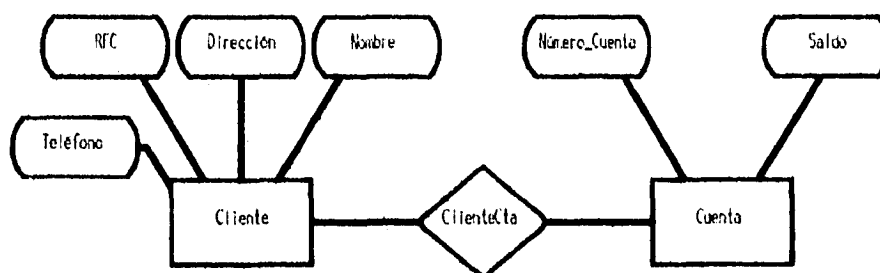 RFC
Dirección
Nombre
Número_Cuenta
Saldo
Teléfono
Cliente
ClienteCta
Cuenta